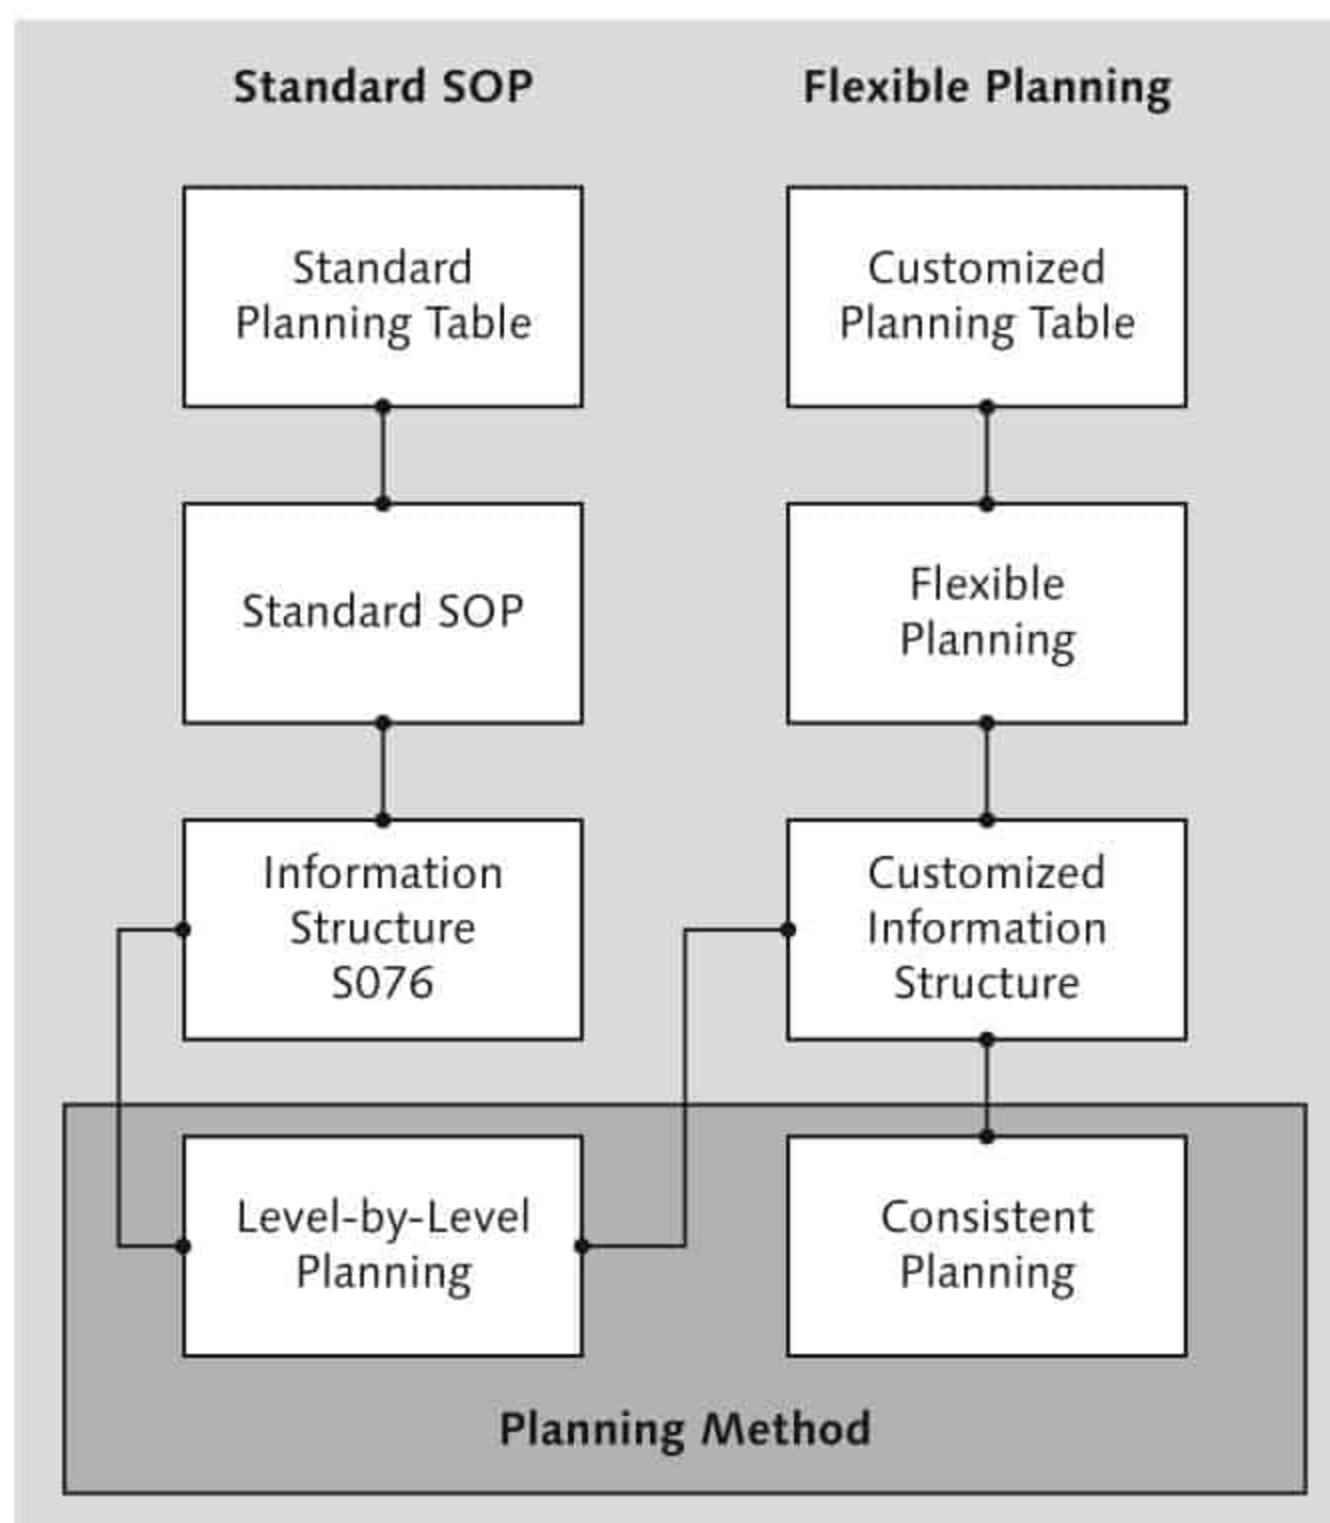 Standard SOP
Flexible Planning
Standard
Planning Table
Customized
Planning Table
Standard SOP
Flexible
Planning
Information
Structure
S076
Customized
Information
Structure
Level-by-Level
Planning
Consistent
Planning
Planning Method